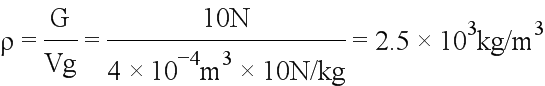 ρ = G/Vg = 10N/(4 × 10⁻⁴m³ × 10N/kg) = 2.5 × 10³kg/m³